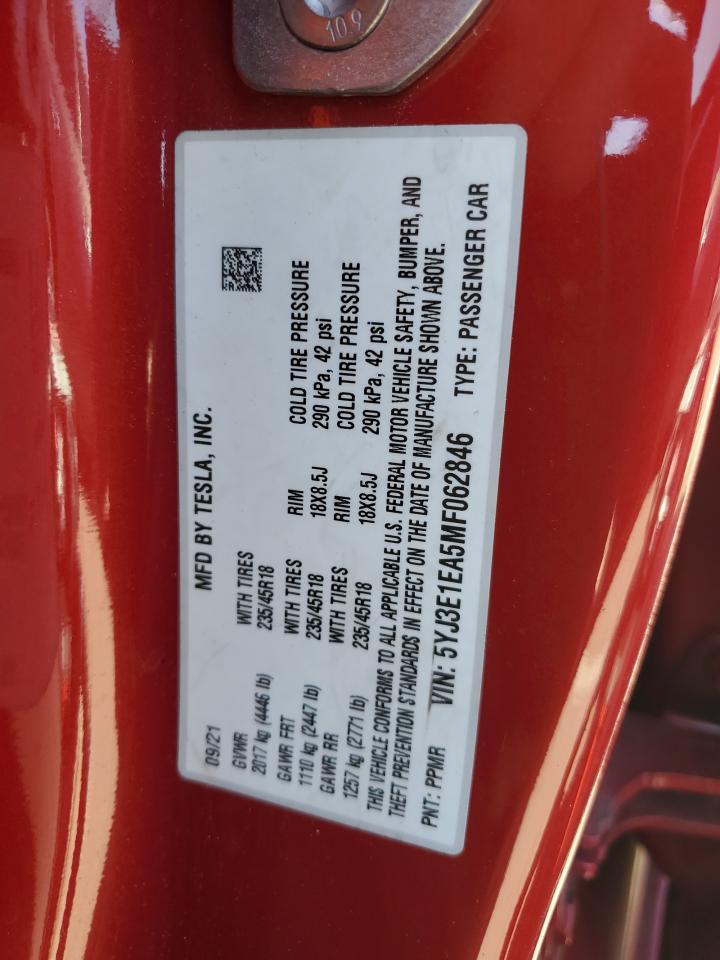 10.9
MFD BY TESLA, INC.
09/21
GVWR WITH TIRES
2017 kg (4446 lb) 235/45R18
GAWR FRT WITH TIRES RIM COLD TIRE PRESSURE
1110 kg (2447 lb) 235/45R18 18X8.5J 290 kPa, 42 psi
GAWR RR WITH TIRES RIM COLD TIRE PRESSURE
1257 kg (2771 lb) 235/45R18 18X8.5J 290 kPa, 42 psi
THIS VEHICLE CONFORMS TO ALL APPLICABLE U.S. FEDERAL MOTOR VEHICLE SAFETY, BUMPER, AND
THEFT PREVENTION STANDARDS IN EFFECT ON THE DATE OF MANUFACTURE SHOWN ABOVE.
PNT: PPMR VIN: 5YJ3E1EA5MF062846 TYPE: PASSENGER CAR